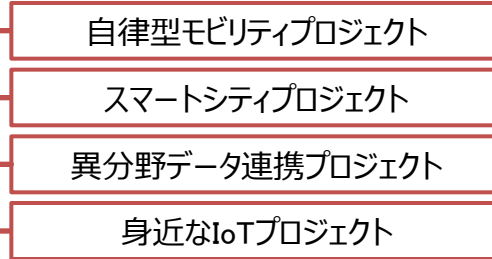 自律型モビリティプロジェクト
スマートシティプロジェクト
異分野データ連携プロジェクト
身近なIoTプロジェクト